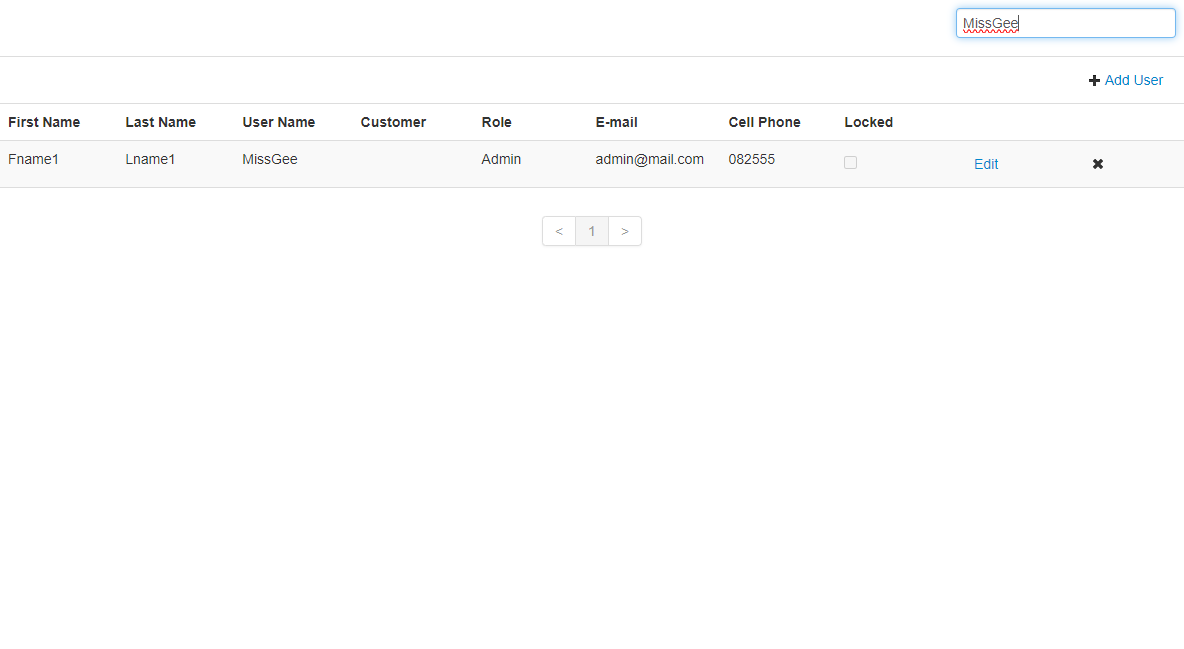 MissGee
Add User
First Name Last Name User Name Customer Role E-mail Cell Phone Locked
Fname1 Lname1 MissGee Admin admin@mail.com 082555 Edit
< 1 >